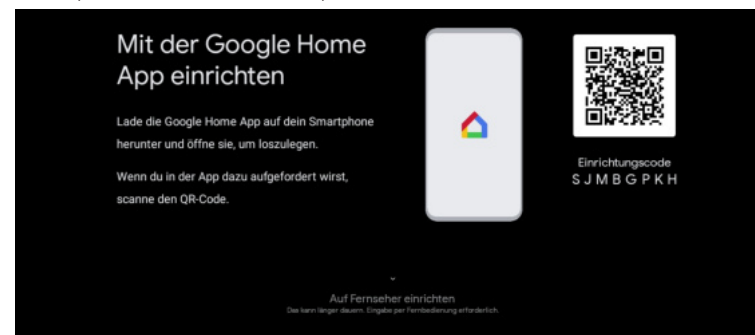 Mit der Google Home
App einrichten
Lade die Google Home App auf dein Smartphone
herunter und öffne sie, um loszulegen.
Wenn du in der App dazu aufgefordert wirst,
scanne den QR-Code.
Einrichtungscode
SJMBGPKH
Auf Fernseher einrichten
Das kann länger dauern. Eingabe per Fernbedienung erforderlich.